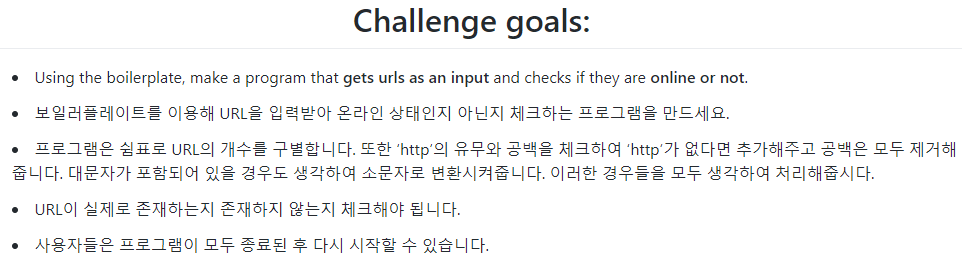 Challenge goals:
• Using the boilerplate, make a program that gets urls as an input and checks if they are online or not.
• 보일러플레이트를 이용해 URL을 입력받아 온라인 상태인지 아닌지 체크하는 프로그램을 만드세요.
• 프로그램은 쉼표로 URL의 개수를 구별합니다. 또한 ‘http’의 유무와 공백을 체크하여 ‘http’가 없다면 추가해주고 공백은 모두 제거해
줍니다. 대문자가 포함되어 있을 경우도 생각하여 소문자로 변환시켜줍니다. 이러한 경우들을 모두 생각하여 처리해줍시다.
• URL이 실제로 존재하는지 존재하지 않는지 체크해야 됩니다.
• 사용자들은 프로그램이 모두 종료된 후 다시 시작할 수 있습니다.